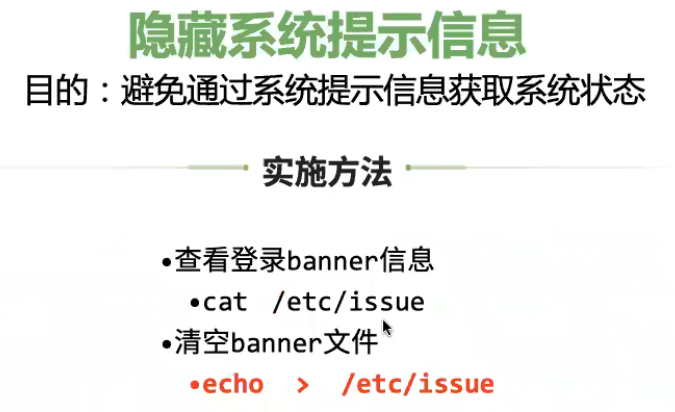 隐藏系统提示信息
目的：避免通过系统提示信息获取系统状态
实施方法
•查看登录banner信息
•cat /etc/issue
•清空banner文件
•echo > /etc/issue